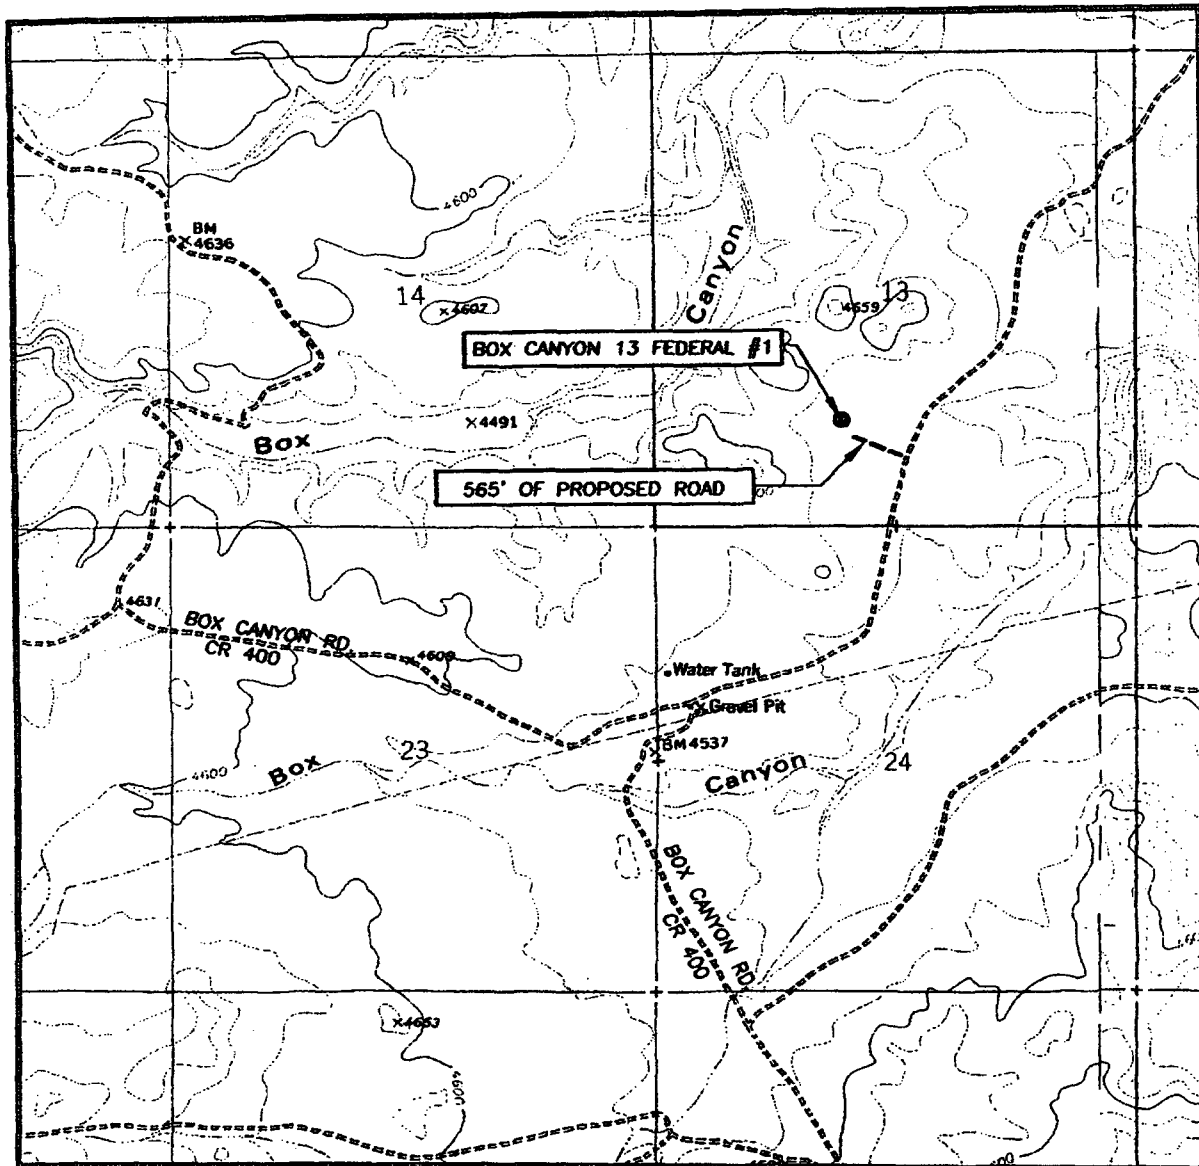 4600
BM
4636
Canyon
14
4602
4659
13
BOX CANYON 13 FEDERAL #1
4491
Box
565' OF PROPOSED ROAD
4631
BOX CANYON RD
CR 400
4600
Water Tank
Gravel Pit
BM 4537
23
Box
4600
Canyon
24
BOX CANYON RD
CR 400
4653
4600